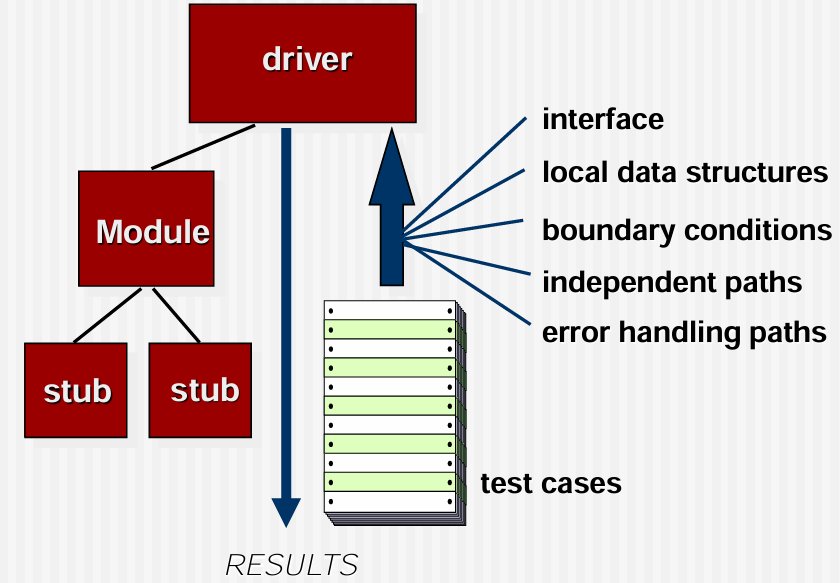 driver
interface
local data structures
Module
boundary conditions
independent paths
error handling paths
stub
stub
test cases
RESULTS